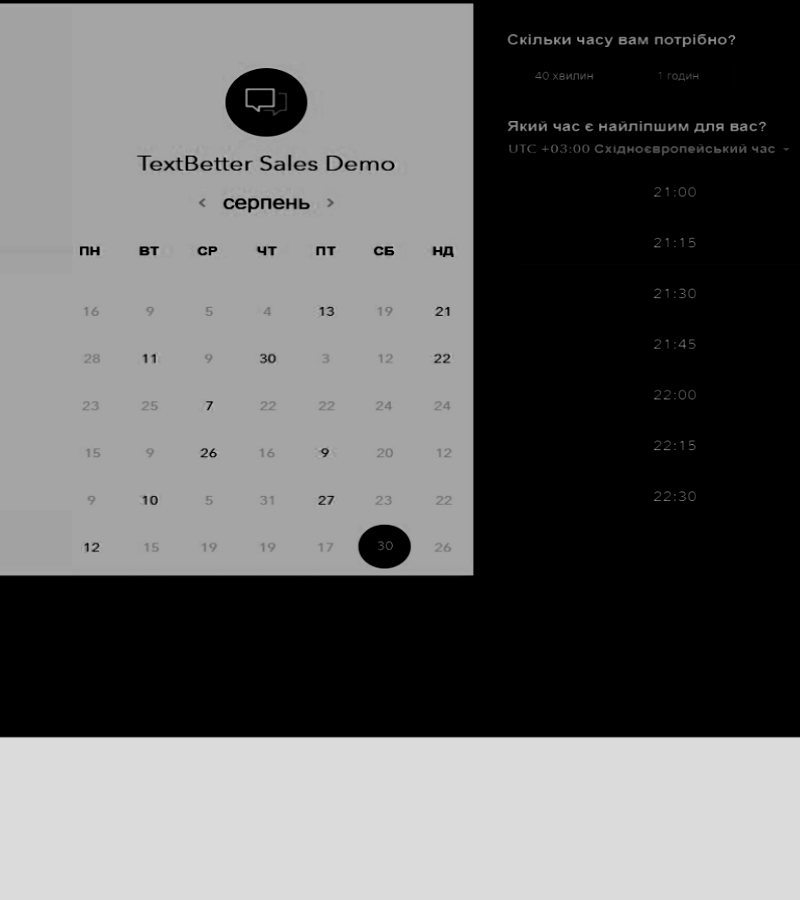 TextBetter Sales Demo
< серпень >
ПН ВТ СР ЧТ ПТ СБ НД
16 9 5 4 13 19 21
28 11 9 30 3 12 22
23 25 7 22 22 24 24
15 9 26 16 9 20 12
9 10 5 31 27 23 22
12 15 19 19 17 30 26
Скільки часу вам потрібно?
40 хвилин 1 годин
Який час є найліпшим для вас?
UTC +03:00 Східноєвропейський час
21:00
21:15
21:30
21:45
22:00
22:15
22:30